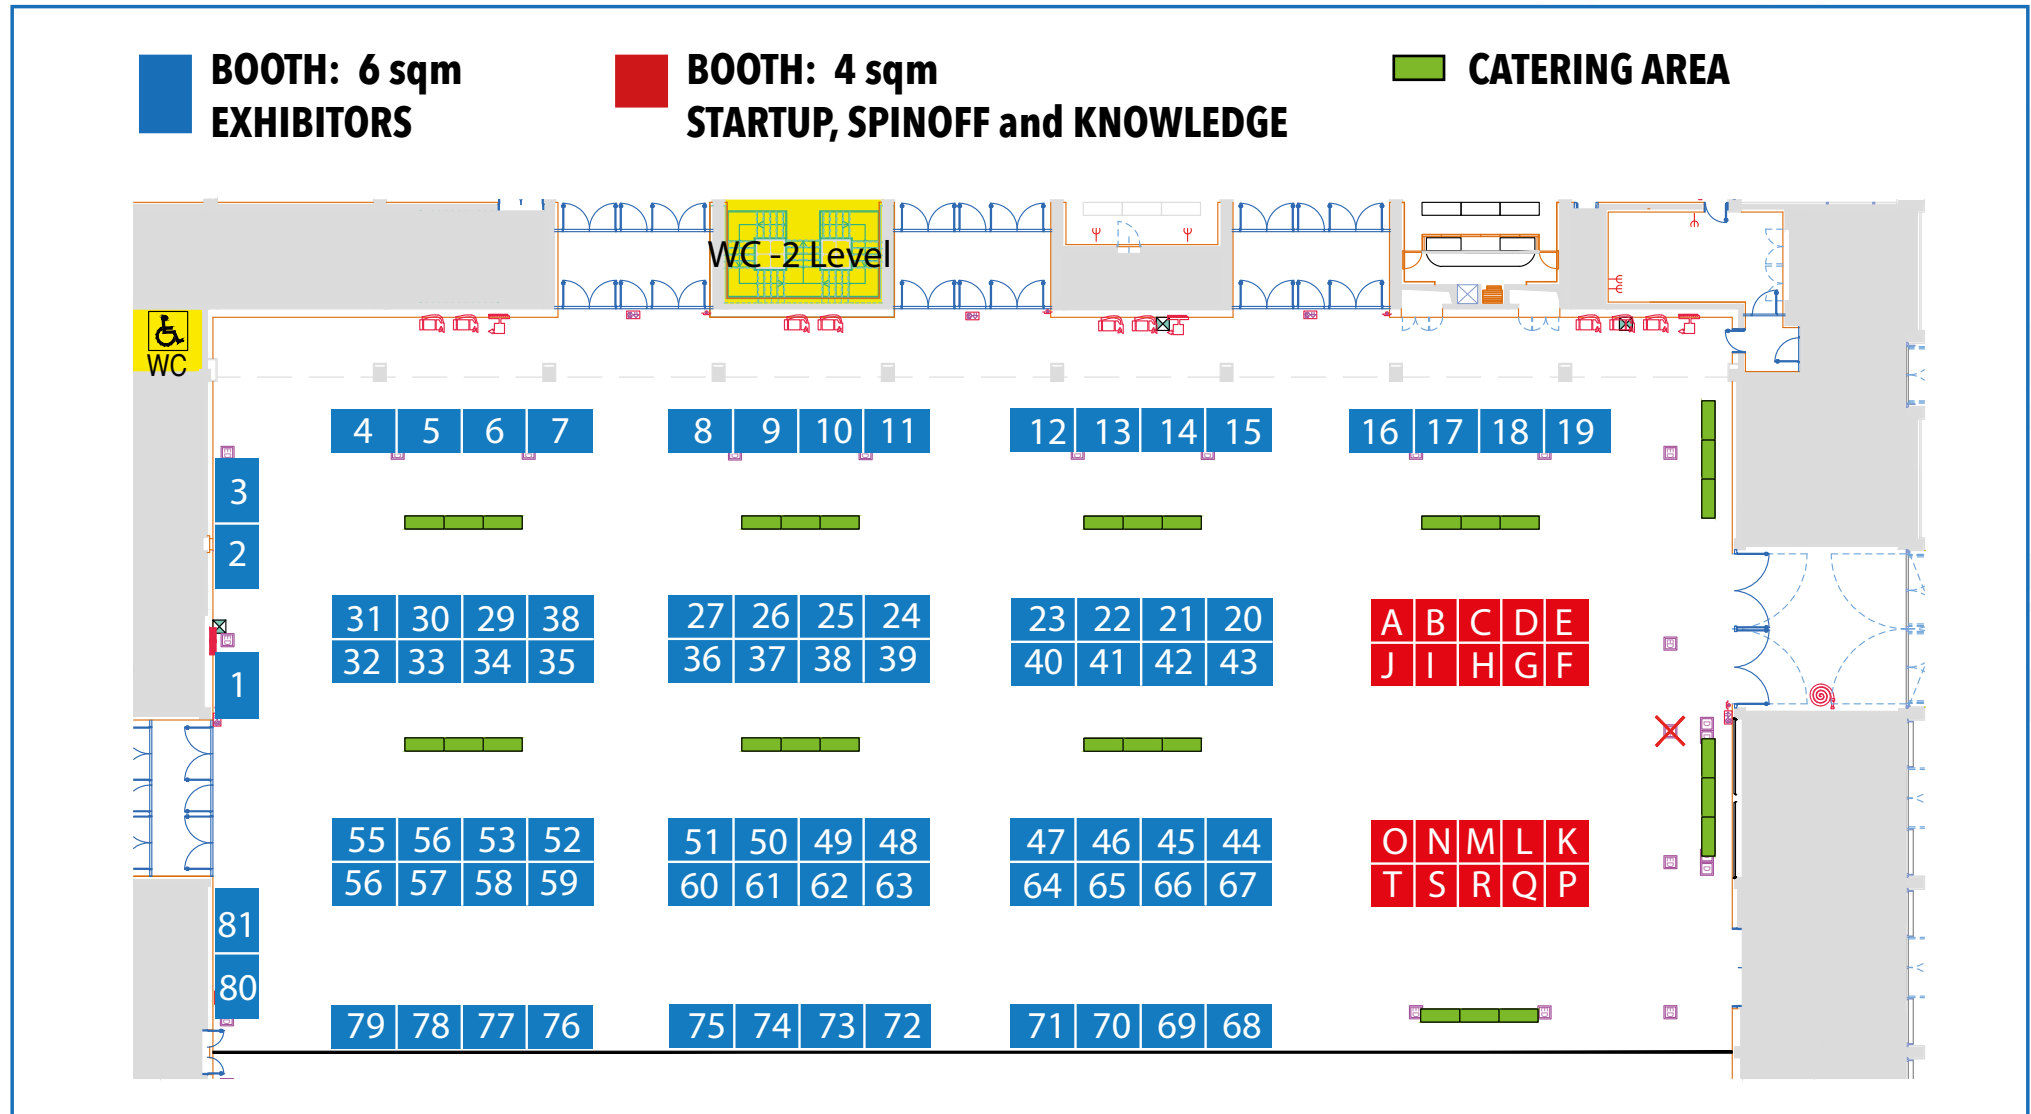 BOOTH: 6 sqm
EXHIBITORS
BOOTH: 4 sqm
STARTUP, SPINOFF and KNOWLEDGE
CATERING AREA
WC -2 Level
WC
4 5 6 7 8 9 10 11 12 13 14 15 16 17 18 19
3
2
31 30 29 38 27 26 25 24 23 22 21 20 A B C D E
32 33 34 35 36 37 38 39 40 41 42 43 J I H G F
1
55 56 53 52 51 50 49 48 47 46 45 44 O N M L K
56 57 58 59 60 61 62 63 64 65 66 67 T S R Q P
81
80
79 78 77 76 75 74 73 72 71 70 69 68